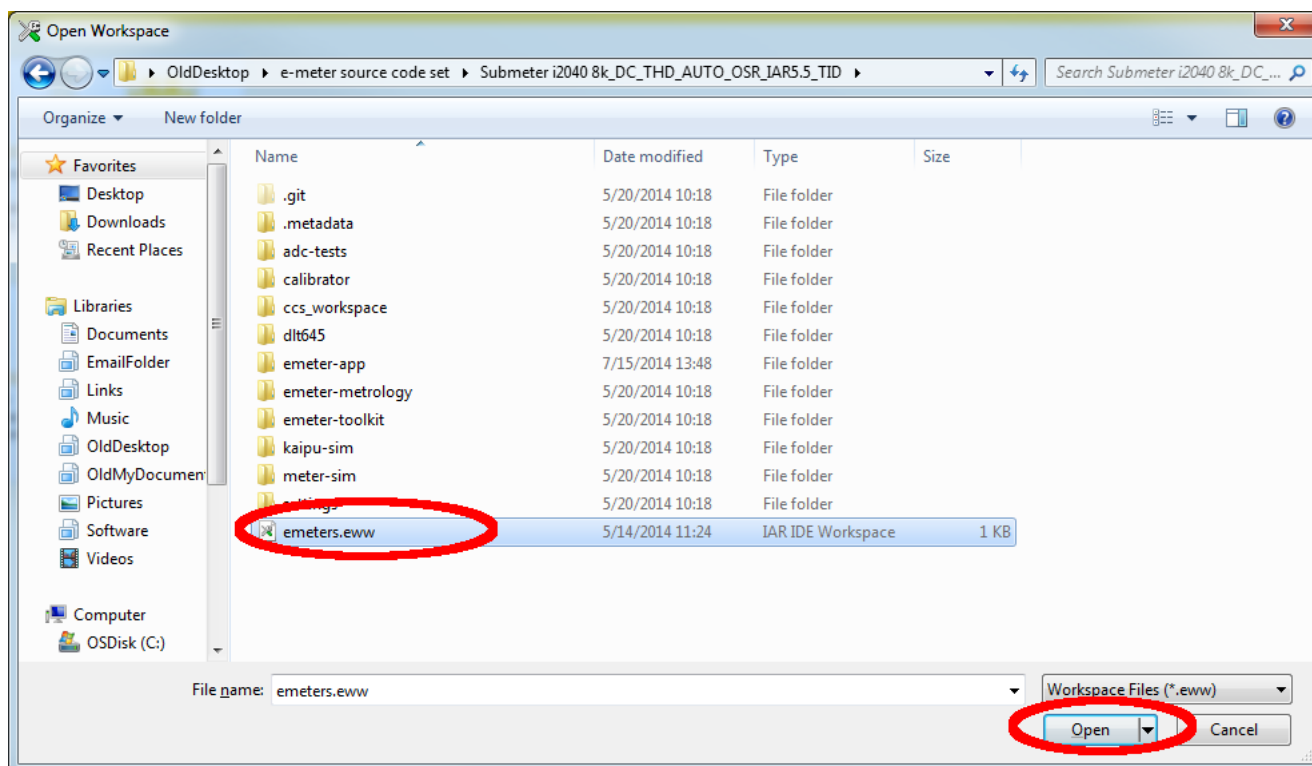 Open Workspace
OldDesktop ▸ e-meter source code set ▸ Submeter i2040 8k_DC_THD_AUTO_OSR_IAR5.5_TID ▸
Search Submeter i2040 8k_DC_...
Organize New folder
Name Date modified Type Size
Favorites
Desktop
Downloads
Recent Places
Libraries
Documents
EmailFolder
Links
Music
OldDesktop
OldMyDocumen
Pictures
Software
Videos
Computer
OSDisk (C:)
.git 5/20/2014 10:18 File folder
.metadata 5/20/2014 10:18 File folder
adc-tests 5/20/2014 10:18 File folder
calibrator 5/20/2014 10:18 File folder
ccs_workspace 5/20/2014 10:18 File folder
dlt645 5/20/2014 10:18 File folder
emeter-app 7/15/2014 13:48 File folder
emeter-metrology 5/20/2014 10:18 File folder
emeter-toolkit 5/20/2014 10:18 File folder
kaipu-sim 5/20/2014 10:18 File folder
meter-sim 5/20/2014 10:18 File folder
5/20/2014 10:18 File folder
emeters.eww 5/14/2014 11:24 IAR IDE Workspace 1 KB
File name: emeters.eww Workspace Files (*.eww)
Open Cancel